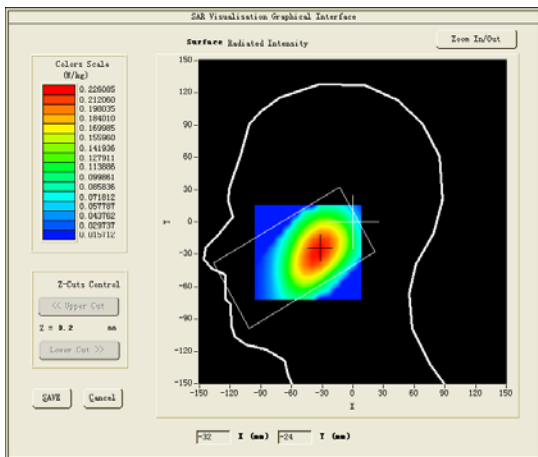 SAR Visualisation Graphical Interface
Surface Radiated Intensity
Zoom In/Out
Colors Scale
(W/kg)
0.226085
0.212060
0.198035
0.184010
0.169985
0.155960
0.141936
0.127911
0.113886
0.099861
0.085836
0.071812
0.057787
0.043762
0.029737
0.015712
150
120
90
60
30
0
-30
-60
-90
-120
-150
Y
-150 -120 -90 -60 -30 0 30 60 90 120 150
X
Z-Cuts Control
<< Upper Cut
Z = 0.2 mm
Lower Cut >>
SAVE Cancel
-32 X (mm) -24 Y (mm)